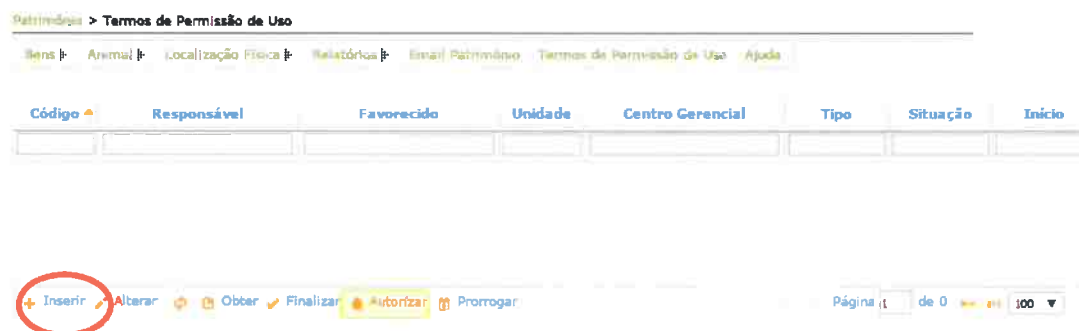 Patrimônio > Termos de Permissão de Uso
Bens Animal Localização Física Relatórios Email Patrimônio Termos de Permissão de Uso Ajuda
Código Responsável Favorecido Unidade Centro Gerencial Tipo Situação Início
Inserir Alterar Obter Finalizar Autorizar Prorrogar Página 1 de 0 100